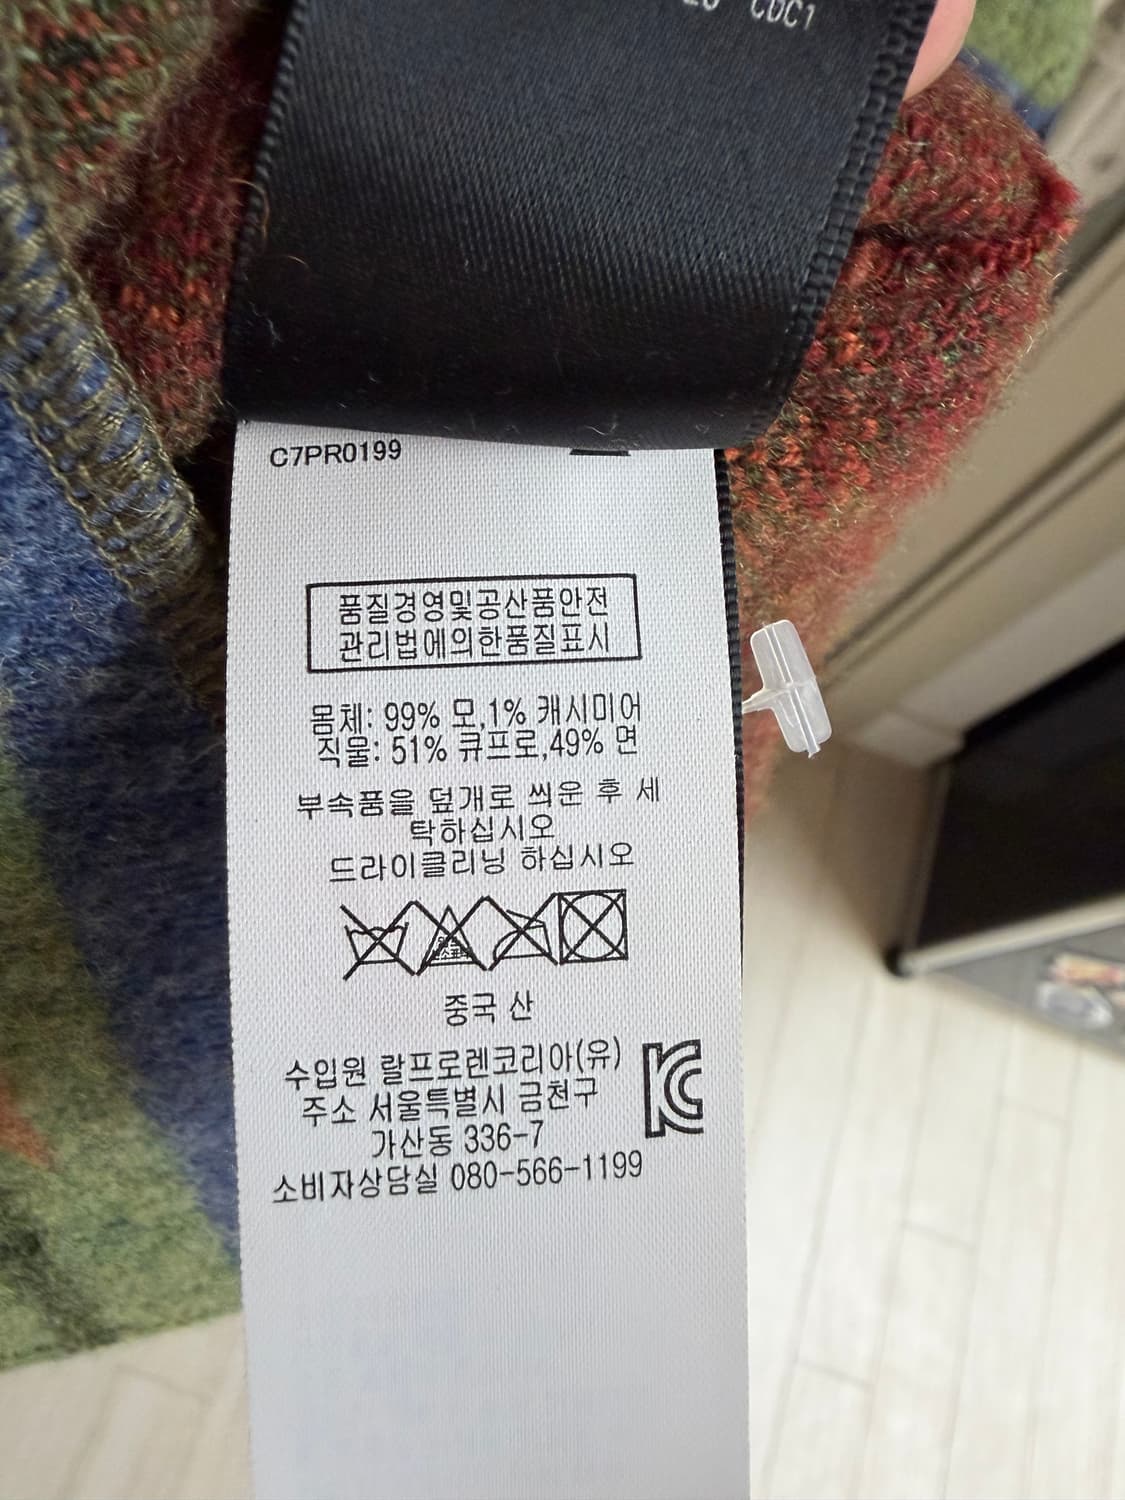 CDC1
C7PR0199
품질경영및공산품안전
관리법에의한품질표시
몸체: 99% 모,1% 캐시미어
직물: 51% 큐프로,49% 면
부속품을 덮개로 씌운 후 세
탁하십시오
드라이클리닝 하십시오
중국 산
수입원 랄프로렌코리아(유)
주소 서울특별시 금천구
가산동 336-7
소비자상담실 080-566-1199